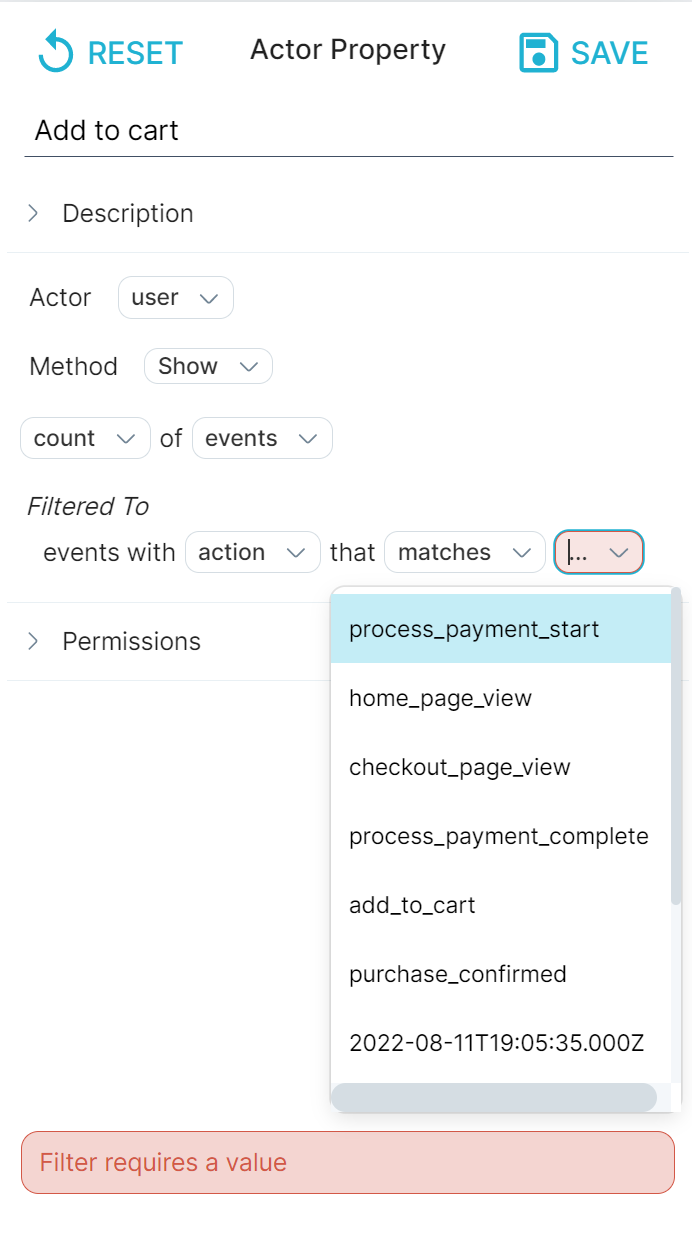 RESET Actor Property SAVE
Add to cart
Description
Actor user
Method Show
count of events
Filtered To
events with action that matches ...
Permissions
process_payment_start
home_page_view
checkout_page_view
process_payment_complete
add_to_cart
purchase_confirmed
2022-08-11T19:05:35.000Z
Filter requires a value